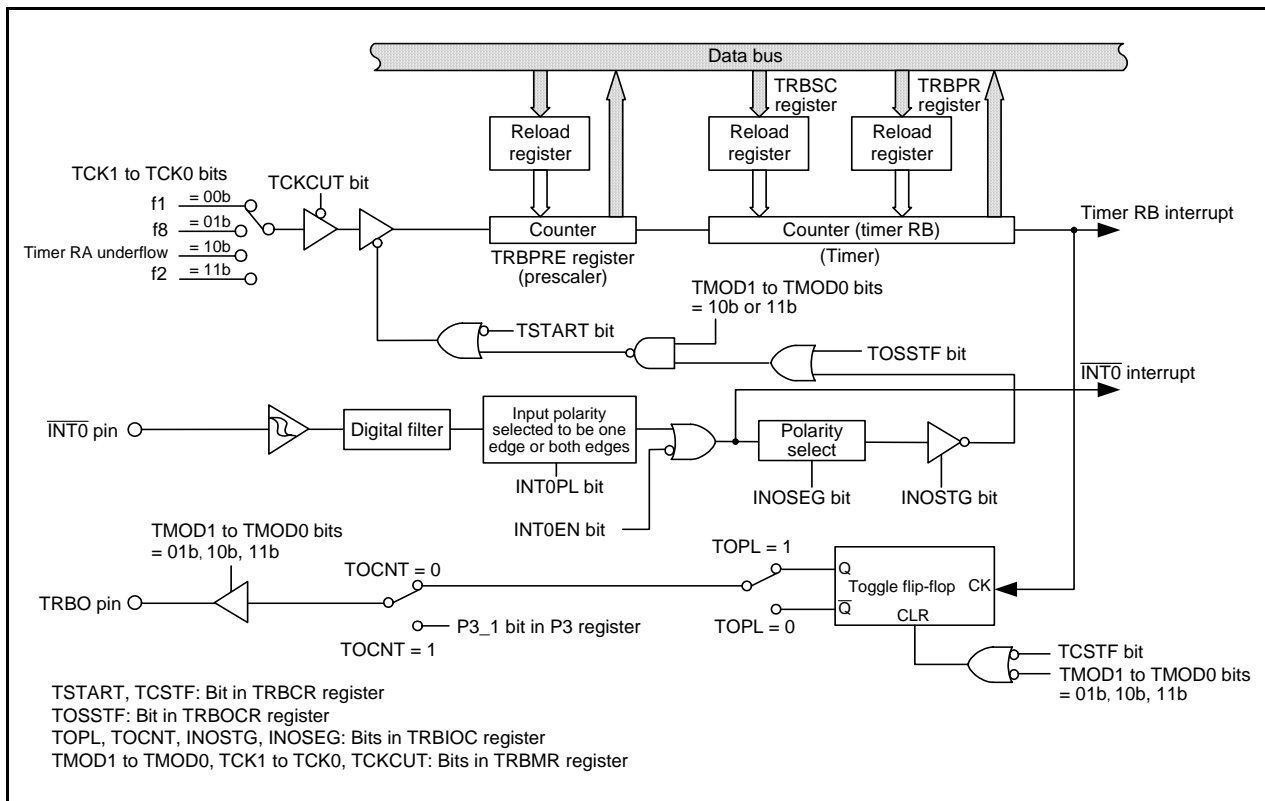 Data bus
TRBSC
register
TRBPR
register
Reload
register
Reload
register
Reload
register
TCK1 to TCK0 bits
f1
= 00b
f8
= 01b
Timer RA underflow
= 10b
f2
= 11b
TCKCUT bit
Counter
TRBPRE register
(prescaler)
Counter (timer RB)
(Timer)
Timer RB interrupt
TMOD1 to TMOD0 bits
= 10b or 11b
TSTART bit
TOSSTF bit
INT0 interrupt
INT0 pin
Digital filter
Input polarity
selected to be one
edge or both edges
Polarity
select
INT0PL bit
INOSEG bit
INOSTG bit
INT0EN bit
TMOD1 to TMOD0 bits
= 01b, 10b, 11b
TOCNT = 0
TOPL = 1
Q
Toggle flip-flop
CK
Q
CLR
TRBO pin
P3_1 bit in P3 register
TOCNT = 1
TOPL = 0
TCSTF bit
TMOD1 to TMOD0 bits
= 01b, 10b, 11b
TSTART, TCSTF: Bit in TRBCR register
TOSSTF: Bit in TRBOCR register
TOPL, TOCNT, INOSTG, INOSEG: Bits in TRBIOC register
TMOD1 to TMOD0, TCK1 to TCK0, TCKCUT: Bits in TRBMR register